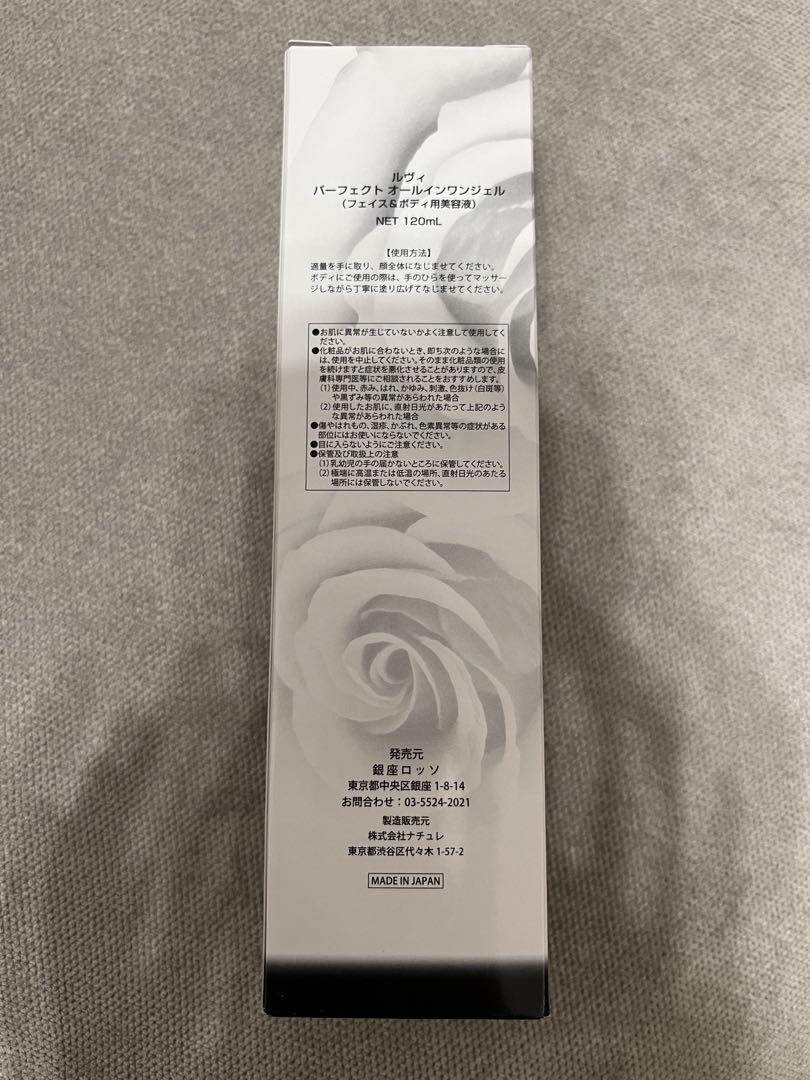 ルヴィ
パーフェクト オールインワンジェル
(フェイス&ボディ用美容液)
NET 120mL
【使用方法】
適量を手に取り、顔全体になじませてください。
ボディにご使用の際は、手のひらを使ってマッサー
ジしながら丁寧に塗り広げてなじませてください。
●お肌に異常が生じていないかよく注意して使用してく
ださい。
●化粧品がお肌に合わないとき、即ち次のような場合に
は、使用を中止してください。そのまま化粧品類の使用
を続けますと症状を悪化させることがありますので、皮
膚科専門医等にご相談されることをおすすめします。
(1)使用中、赤み、はれ、かゆみ、刺激、色抜け(白斑等)
や黒ずみ等の異常があらわれた場合
(2)使用したお肌に、直射日光があたって上記のよう
な異常があらわれた場合
●傷やはれもの、湿疹、かぶれ、色素異常等の症状がある
部位にはお使いにならないでください。
●目に入らないようにご注意ください。
●保管及び取扱上の注意
(1)乳幼児の手の届かないところに保管してください。
(2)極端に高温または低温の場所、直射日光のあたる
場所には保管しないでください。
発売元
銀座ロッソ
東京都中央区銀座 1-8-14
お問合わせ：03-5524-2021
製造販売元
株式会社ナチュレ
東京都渋谷区代々木 1-57-2
MADE IN JAPAN